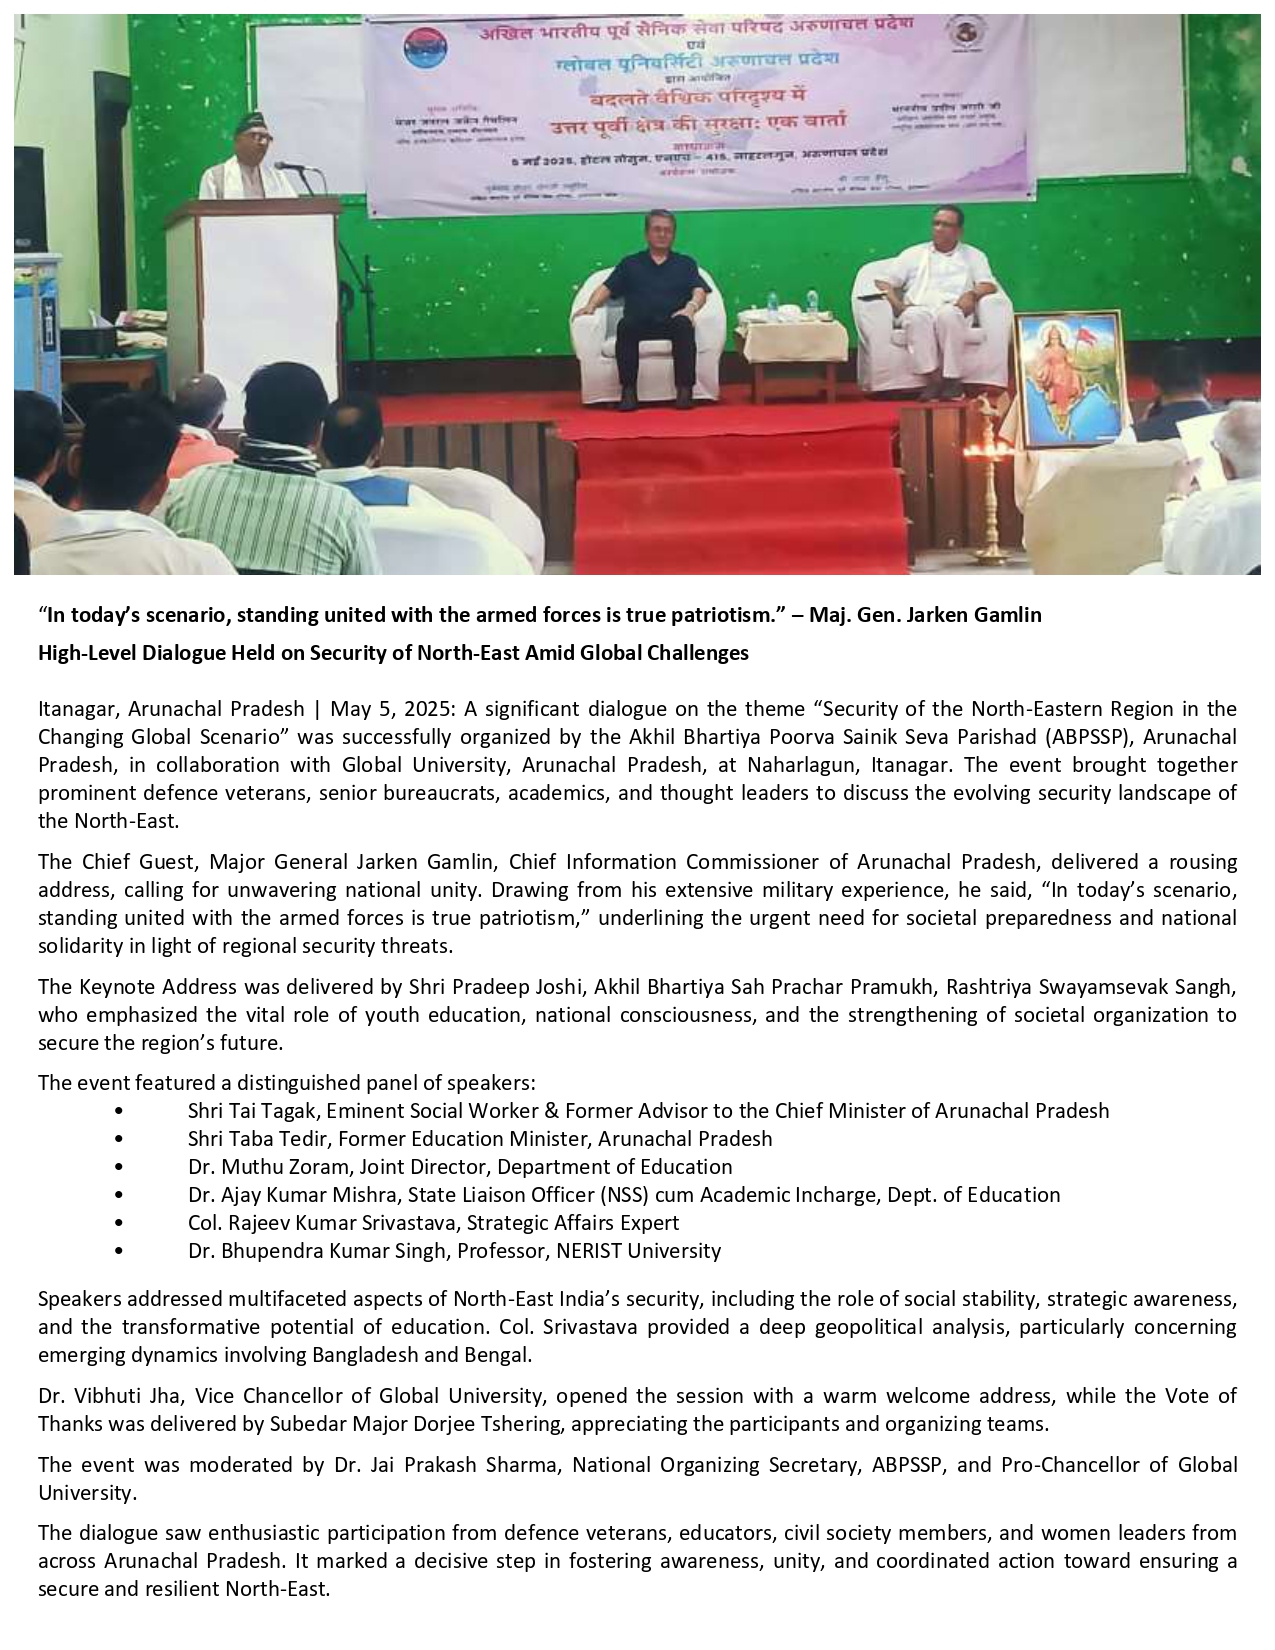 अखिल भारतीय पूर्व सैनिक सेवा परिषद अरुणाचल प्रदेश
एवं
ग्लोबल यूनिवर्सिटी अरुणाचल प्रदेश
द्वारा आयोजित
बदलते वैश्विक परिदृश्य में
उत्तर पूर्वी क्षेत्र की सुरक्षा: एक वार्ता
मुख्य अतिथि
मेजर जनरल जर्केन गैमलिन
माननीय प्रदीप जोशी जी
5 मई 2025, होटल तोसुम, एनएच – 415, नाहरलगुन, अरुणाचल प्रदेश
“In today’s scenario, standing united with the armed forces is true patriotism.” – Maj. Gen. Jarken Gamlin
High-Level Dialogue Held on Security of North-East Amid Global Challenges
Itanagar, Arunachal Pradesh | May 5, 2025: A significant dialogue on the theme “Security of the North-Eastern Region in the
Changing Global Scenario” was successfully organized by the Akhil Bhartiya Poorva Sainik Seva Parishad (ABPSSP), Arunachal
Pradesh, in collaboration with Global University, Arunachal Pradesh, at Naharlagun, Itanagar. The event brought together
prominent defence veterans, senior bureaucrats, academics, and thought leaders to discuss the evolving security landscape of
the North-East.
The Chief Guest, Major General Jarken Gamlin, Chief Information Commissioner of Arunachal Pradesh, delivered a rousing
address, calling for unwavering national unity. Drawing from his extensive military experience, he said, “In today’s scenario,
standing united with the armed forces is true patriotism,” underlining the urgent need for societal preparedness and national
solidarity in light of regional security threats.
The Keynote Address was delivered by Shri Pradeep Joshi, Akhil Bhartiya Sah Prachar Pramukh, Rashtriya Swayamsevak Sangh,
who emphasized the vital role of youth education, national consciousness, and the strengthening of societal organization to
secure the region’s future.
The event featured a distinguished panel of speakers:
• Shri Tai Tagak, Eminent Social Worker & Former Advisor to the Chief Minister of Arunachal Pradesh
• Shri Taba Tedir, Former Education Minister, Arunachal Pradesh
• Dr. Muthu Zoram, Joint Director, Department of Education
• Dr. Ajay Kumar Mishra, State Liaison Officer (NSS) cum Academic Incharge, Dept. of Education
• Col. Rajeev Kumar Srivastava, Strategic Affairs Expert
• Dr. Bhupendra Kumar Singh, Professor, NERIST University
Speakers addressed multifaceted aspects of North-East India’s security, including the role of social stability, strategic awareness,
and the transformative potential of education. Col. Srivastava provided a deep geopolitical analysis, particularly concerning
emerging dynamics involving Bangladesh and Bengal.
Dr. Vibhuti Jha, Vice Chancellor of Global University, opened the session with a warm welcome address, while the Vote of
Thanks was delivered by Subedar Major Dorjee Tshering, appreciating the participants and organizing teams.
The event was moderated by Dr. Jai Prakash Sharma, National Organizing Secretary, ABPSSP, and Pro-Chancellor of Global
University.
The dialogue saw enthusiastic participation from defence veterans, educators, civil society members, and women leaders from
across Arunachal Pradesh. It marked a decisive step in fostering awareness, unity, and coordinated action toward ensuring a
secure and resilient North-East.